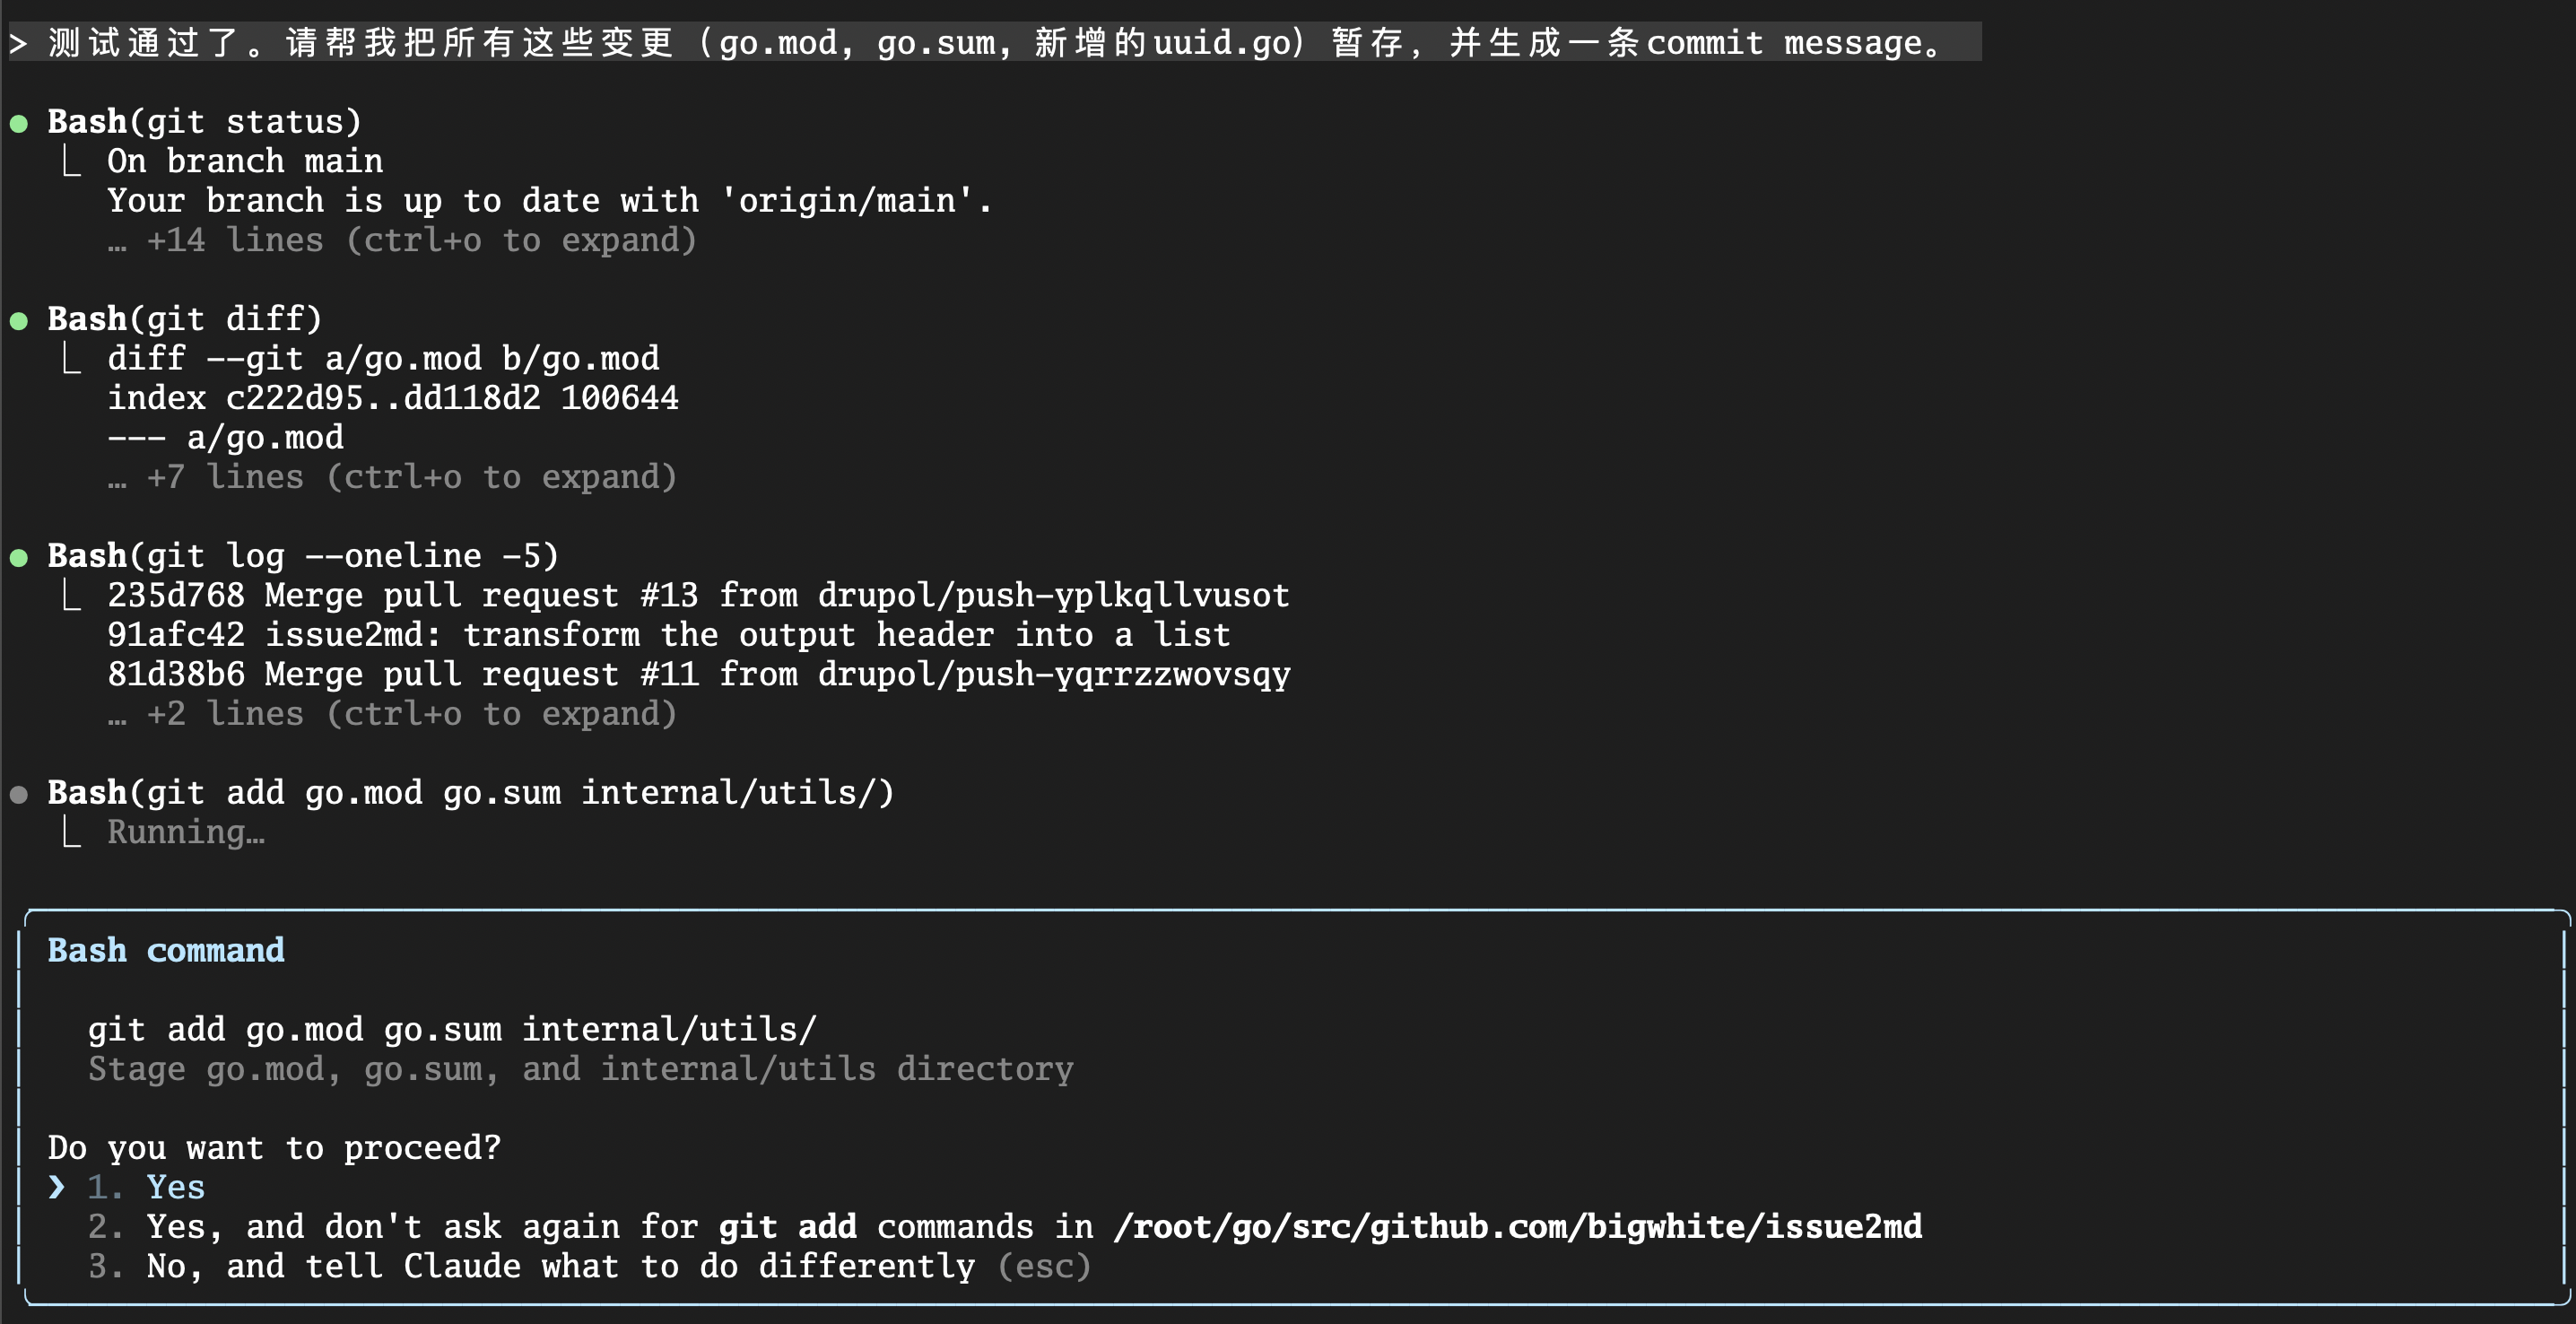 > 测试通过了。请帮我把所有这些变更（go.mod, go.sum, 新增的uuid.go）暂存，并生成一条commit message。
● Bash(git status)
⎿ On branch main
Your branch is up to date with 'origin/main'.
… +14 lines (ctrl+o to expand)
● Bash(git diff)
⎿ diff --git a/go.mod b/go.mod
index c222d95..dd118d2 100644
--- a/go.mod
… +7 lines (ctrl+o to expand)
● Bash(git log --oneline -5)
⎿ 235d768 Merge pull request #13 from drupol/push-yplkqllvusot
91afc42 issue2md: transform the output header into a list
81d38b6 Merge pull request #11 from drupol/push-yqrrzzwovsqy
… +2 lines (ctrl+o to expand)
● Bash(git add go.mod go.sum internal/utils/)
⎿ Running…
Bash command
git add go.mod go.sum internal/utils/
Stage go.mod, go.sum, and internal/utils directory
Do you want to proceed?
❯ 1. Yes
2. Yes, and don't ask again for git add commands in /root/go/src/github.com/bigwhite/issue2md
3. No, and tell Claude what to do differently (esc)